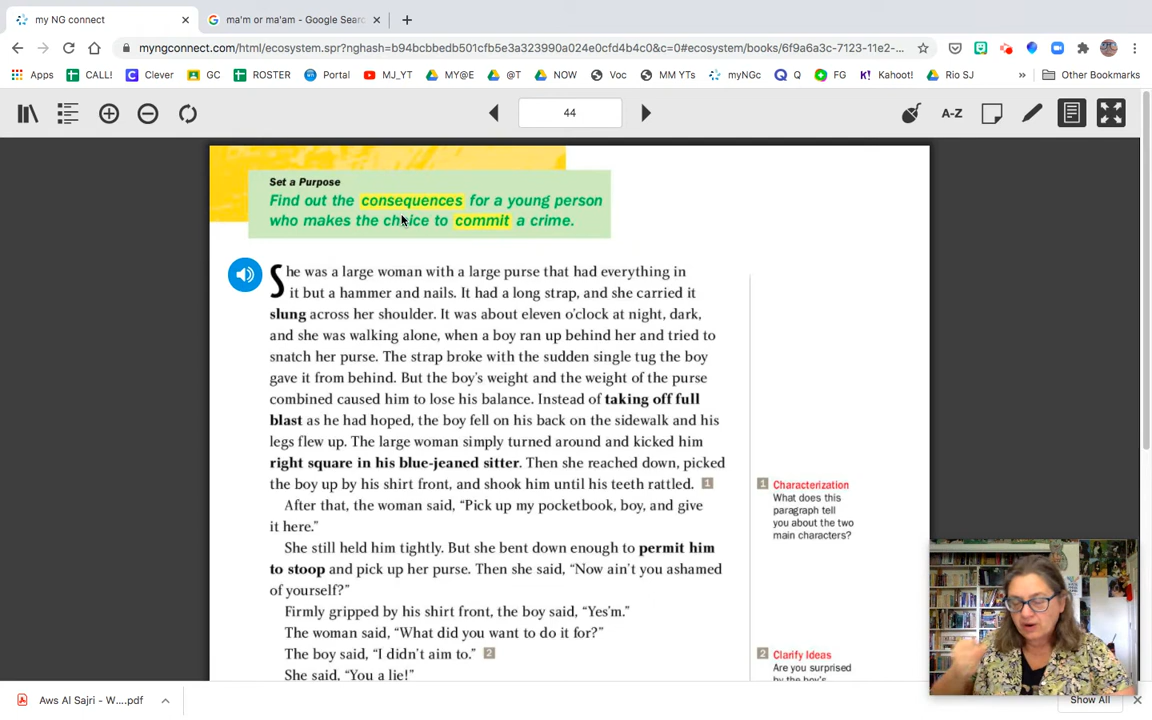 my NG connect
ma'm or ma'am - Google Searc
myngconnect.com/html/ecosystem.spr?nghash=b94bcbbedb501cfb5e3a323990a024e0cfd4b4c0&c=0#ecosystem/books/6f9a6a3c-7123-11e2-...
Apps CALL! Clever GC ROSTER Portal MJ_YT MY@E @T NOW Voc MM YTs myNGc Q FG Kahoot! Rio SJ » Other Bookmarks
44
A-Z
Set a Purpose
Find out the consequences for a young person
who makes the choice to commit a crime.
She was a large woman with a large purse that had everything in
it but a hammer and nails. It had a long strap, and she carried it
slung across her shoulder. It was about eleven o'clock at night, dark,
and she was walking alone, when a boy ran up behind her and tried to
snatch her purse. The strap broke with the sudden single tug the boy
gave it from behind. But the boy's weight and the weight of the purse
combined caused him to lose his balance. Instead of taking off full
blast as he had hoped, the boy fell on his back on the sidewalk and his
legs flew up. The large woman simply turned around and kicked him
right square in his blue-jeaned sitter. Then she reached down, picked
the boy up by his shirt front, and shook him until his teeth rattled. 1
After that, the woman said, "Pick up my pocketbook, boy, and give
it here."
She still held him tightly. But she bent down enough to permit him
to stoop and pick up her purse. Then she said, "Now ain't you ashamed
of yourself?"
Firmly gripped by his shirt front, the boy said, "Yes'm."
The woman said, "What did you want to do it for?"
The boy said, "I didn't aim to." 2
She said, "You a lie!"
1 Characterization
What does this
paragraph tell
you about the two
main characters?
2 Clarify Ideas
Are you surprised
by the boy's
Aws Al Sajri - W....pdf
Show All